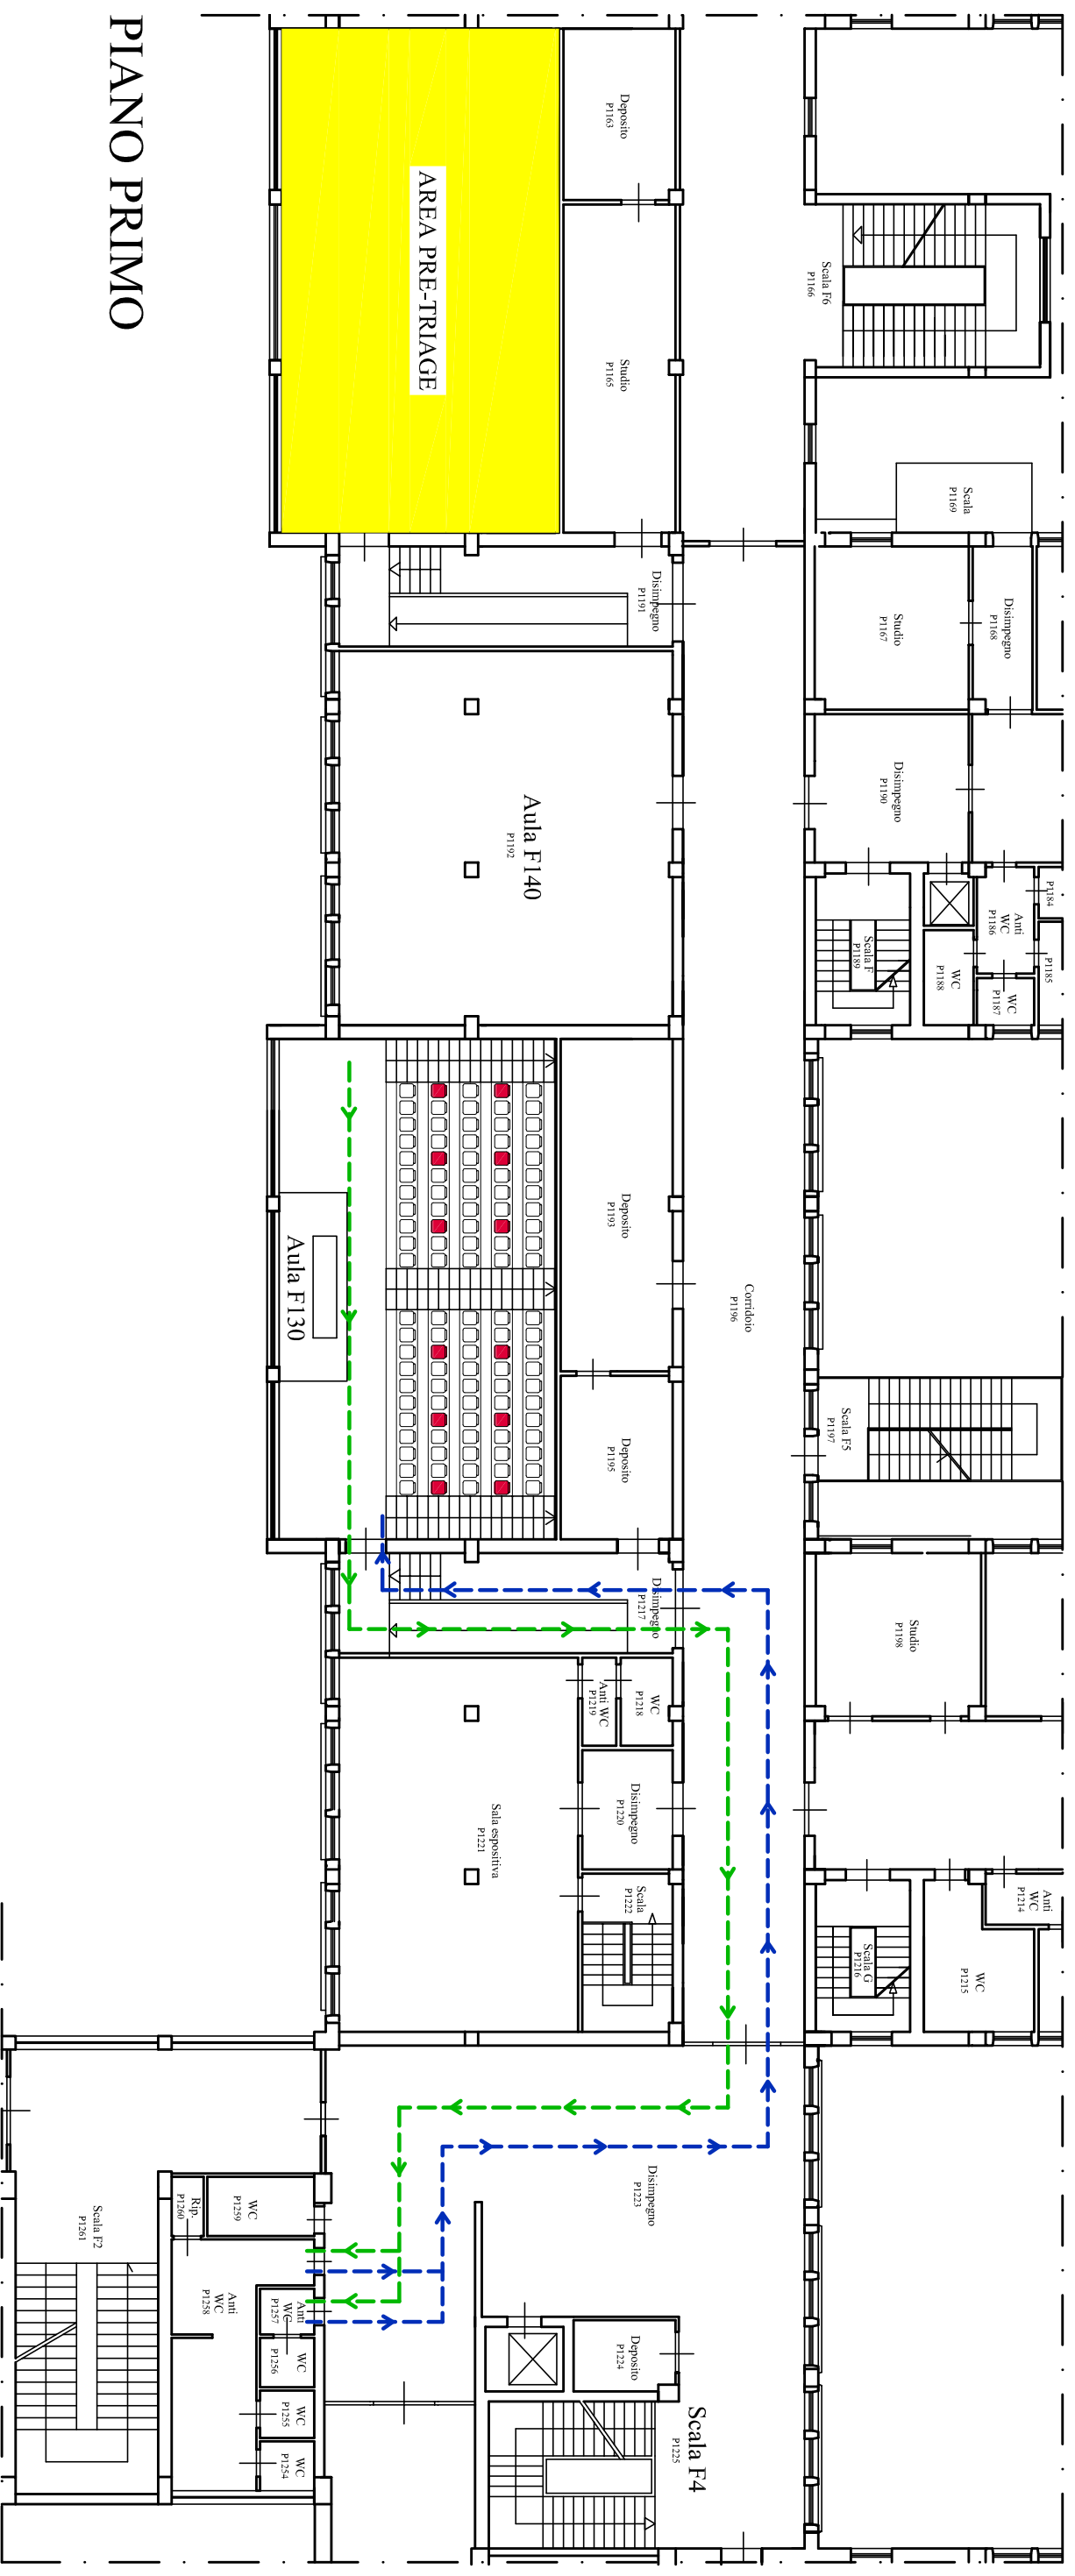 Scala
P1169
Disimpegno
P1168
P1184
P1185
Anti
WC
P1186
WC
P1187
WC
P1188
Anti
WC
P1214
WC
P1215
Studio
P1167
Disimpegno
P1190
Scala F
P1189
Scala F5
P1197
Studio
P1198
Scala G
P1216
Scala F6
P1166
Corridoio
P1196
Scala F4
P1225
Deposito
P1163
Studio
P1165
Disimpegno
P1191
Deposito
P1193
Deposito
P1195
Disimpegno
P1217
WC
P1218
Anti WC
P1219
Disimpegno
P1220
Scala
P1222
Disimpegno
P1223
Deposito
P1224
AREA PRE-TRIAGE
Aula F140
P1192
Sala espositiva
P1221
Aula F130
Anti
WC
P1257
WC
P1256
WC
P1255
WC
P1254
WC
P1259
Rip.
P1260
Anti
WC
P1258
Scala F2
P1261
PIANO PRIMO